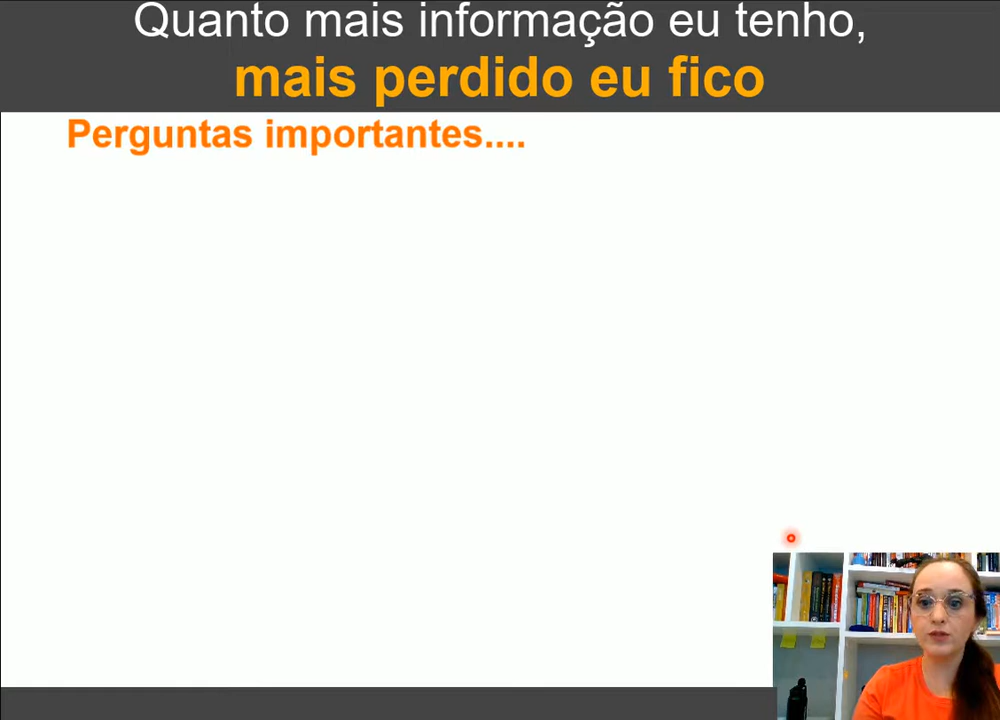 Quanto mais informação eu tenho,
mais perdido eu fico
Perguntas importantes....